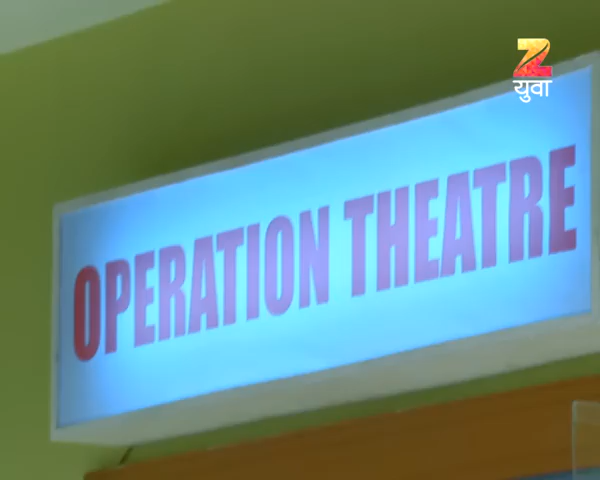 Z
युवा
OPERATION THEATRE